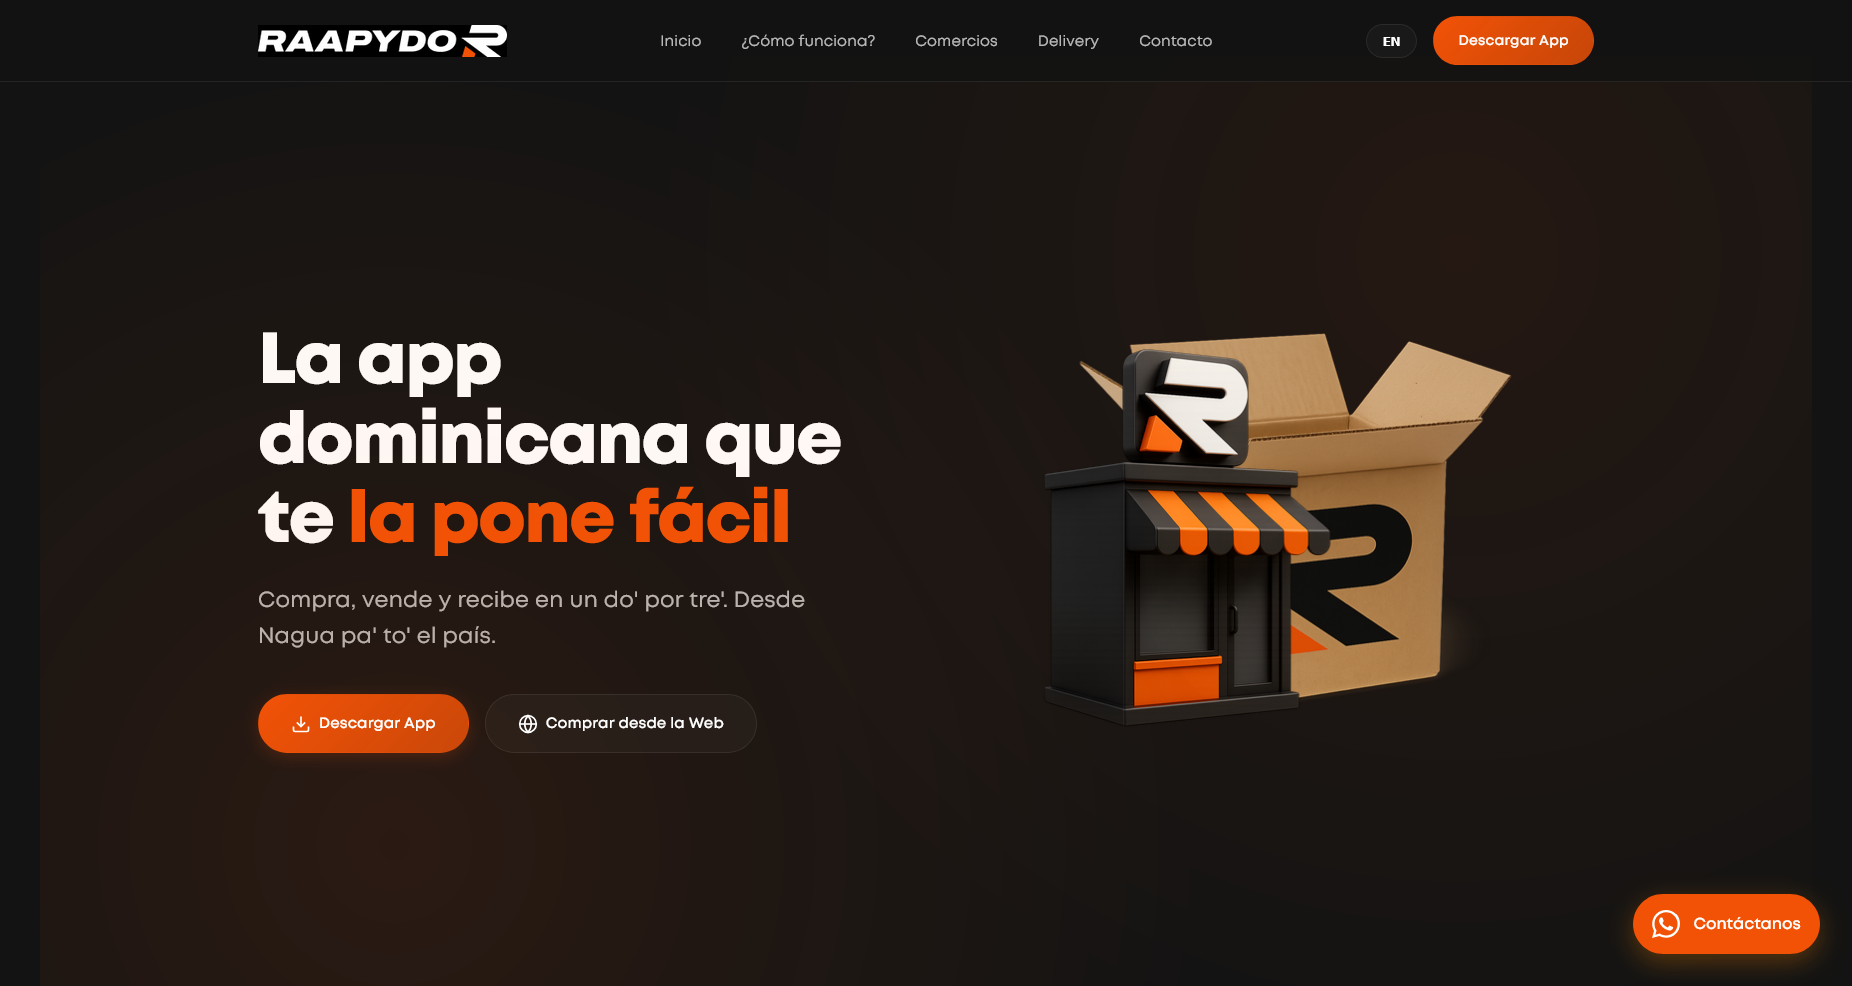 RAAPYDO R
Inicio
¿Cómo funciona?
Comercios
Delivery
Contacto
EN
Descargar App
La app
dominicana que
te la pone fácil
Compra, vende y recibe en un do' por tre'. Desde
Nagua pa' to' el país.
Descargar App
Comprar desde la Web
R
R
Contáctanos